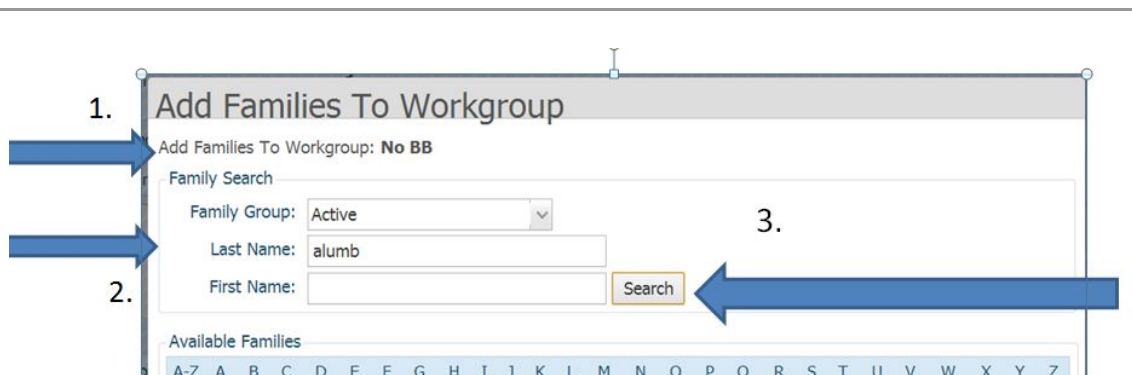 1.
Add Families To Workgroup
Add Families To Workgroup: No BB
Family Search
Family Group: Active
3.
Last Name: alumb
2.
First Name: Search
Available Families
A-Z A B C D E F G H I J K L M N O P Q R S T U V W X Y Z